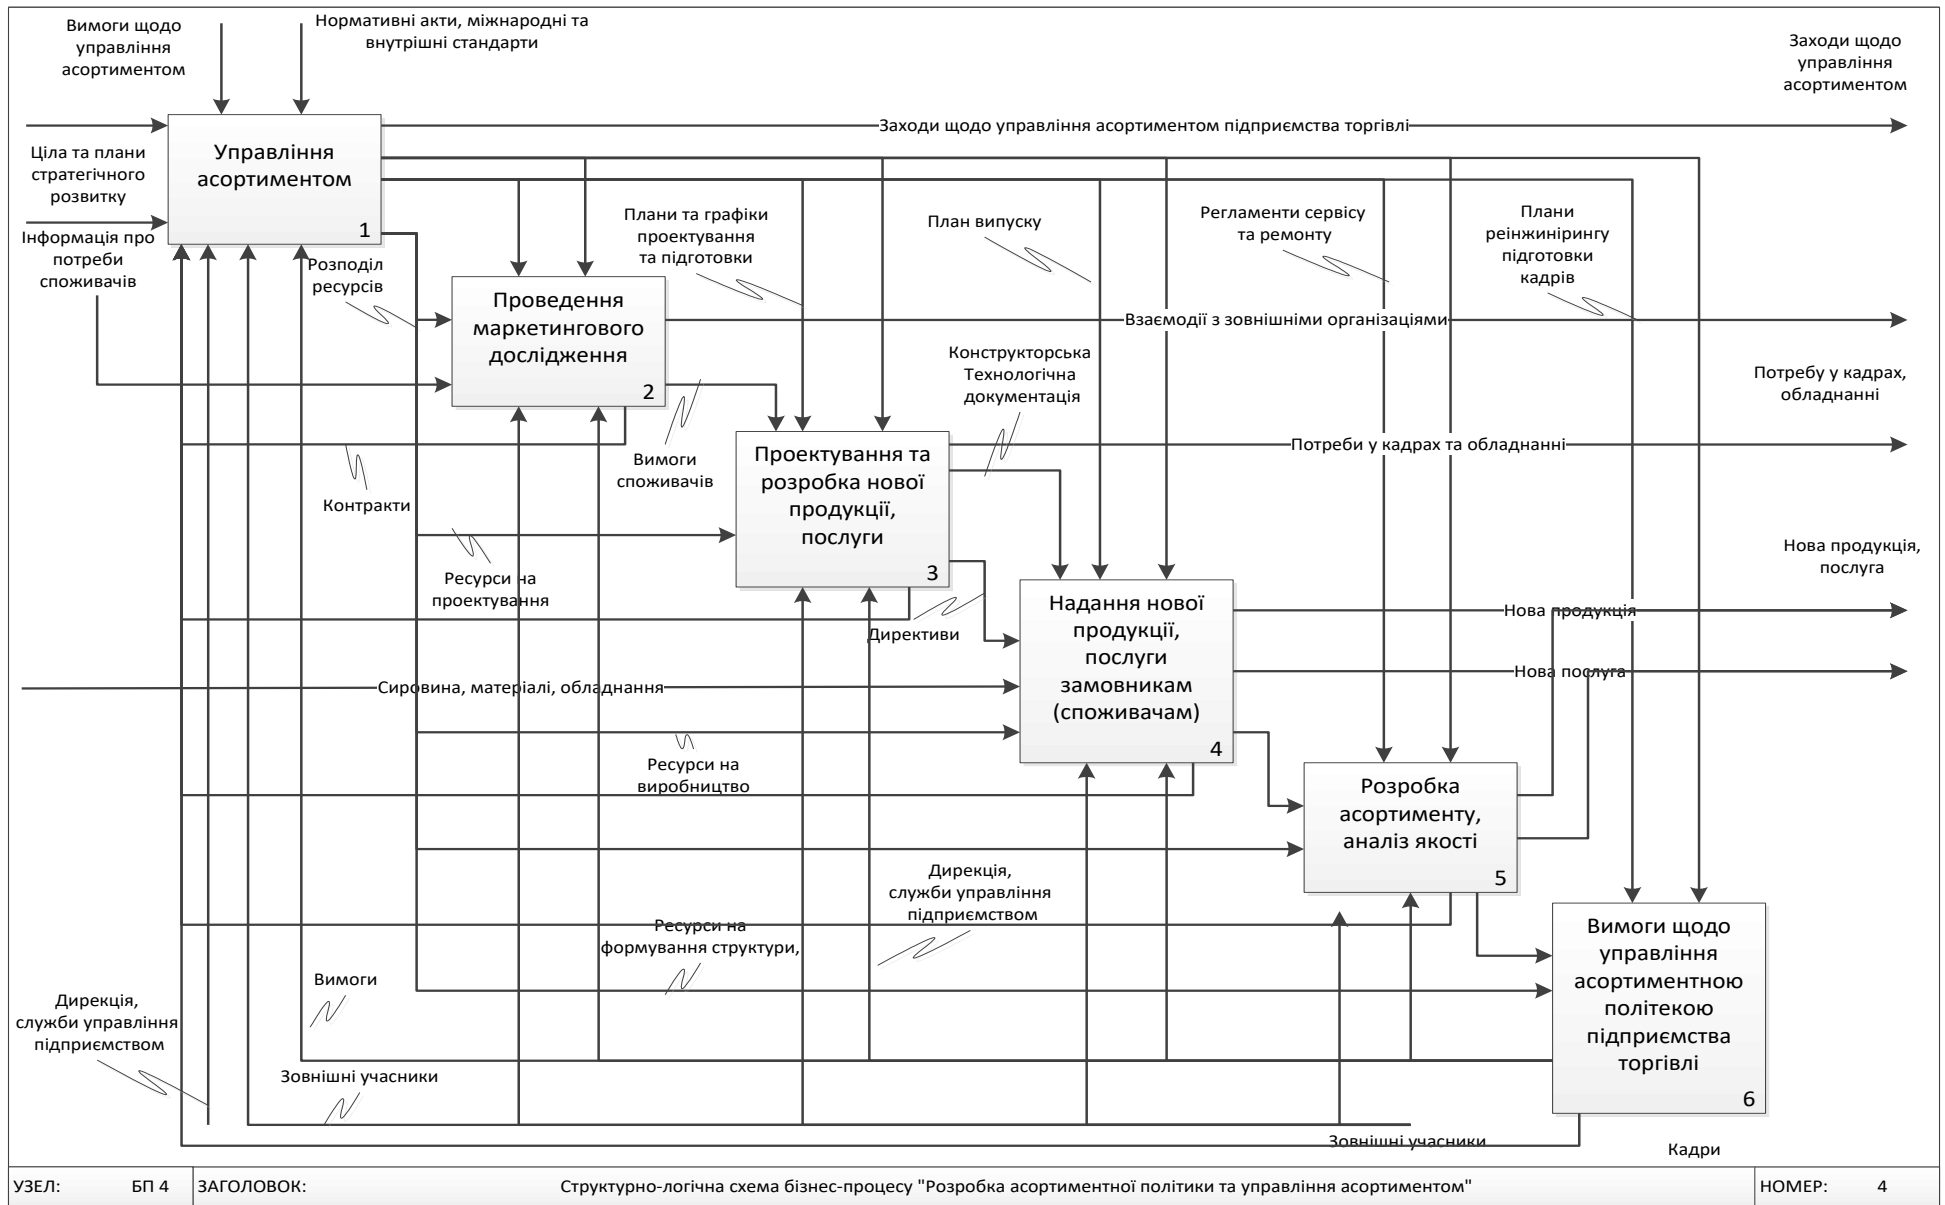 Вимоги щодо
управління
асортиментом
Нормативні акти, міжнародні та
внутрішні стандарти
Заходи щодо
управління
асортиментом
Заходи щодо управління асортиментом підприємства торгівлі
Управління
асортиментом
1
Ціла та плани
стратегічного
розвитку
Інформація про
потреби
споживачів
Розподіл
ресурсів
Плани та графіки
проектування
та підготовки
План випуску
Регламенти сервісу
та ремонту
Плани
реінжинірингу
підготовки
кадрів
Проведення
маркетингового
дослідження
2
Взаємодії з зовнішніми організаціями
Конструкторська
Технологічна
документація
Потребу у кадрах,
обладнанні
Вимоги
споживачів
Контракти
Проектування та
розробка нової
продукції,
послуги
3
Потреби у кадрах та обладнанні
Ресурси на
проектування
Директиви
Нова продукція,
послуга
Надання нової
продукції,
послуги
замовникам
(споживачам)
4
Нова продукція
Нова послуга
Сировина, матеріалі, обладнання
Ресурси на
виробництво
Розробка
асортименту,
аналіз якості
5
Дирекція,
служби управління
підприємством
Ресурси на
формування структури,
Вимоги
Вимоги щодо
управління
асортиментною
політекою
підприємства
торгівлі
6
Дирекція,
служби управління
підприємством
Зовнішні учасники
Зовнішні учасники
Кадри
УЗЕЛ: БП 4 ЗАГОЛОВОК: Структурно-логічна схема бізнес-процесу "Розробка асортиментної політики та управління асортиментом" НОМЕР: 4